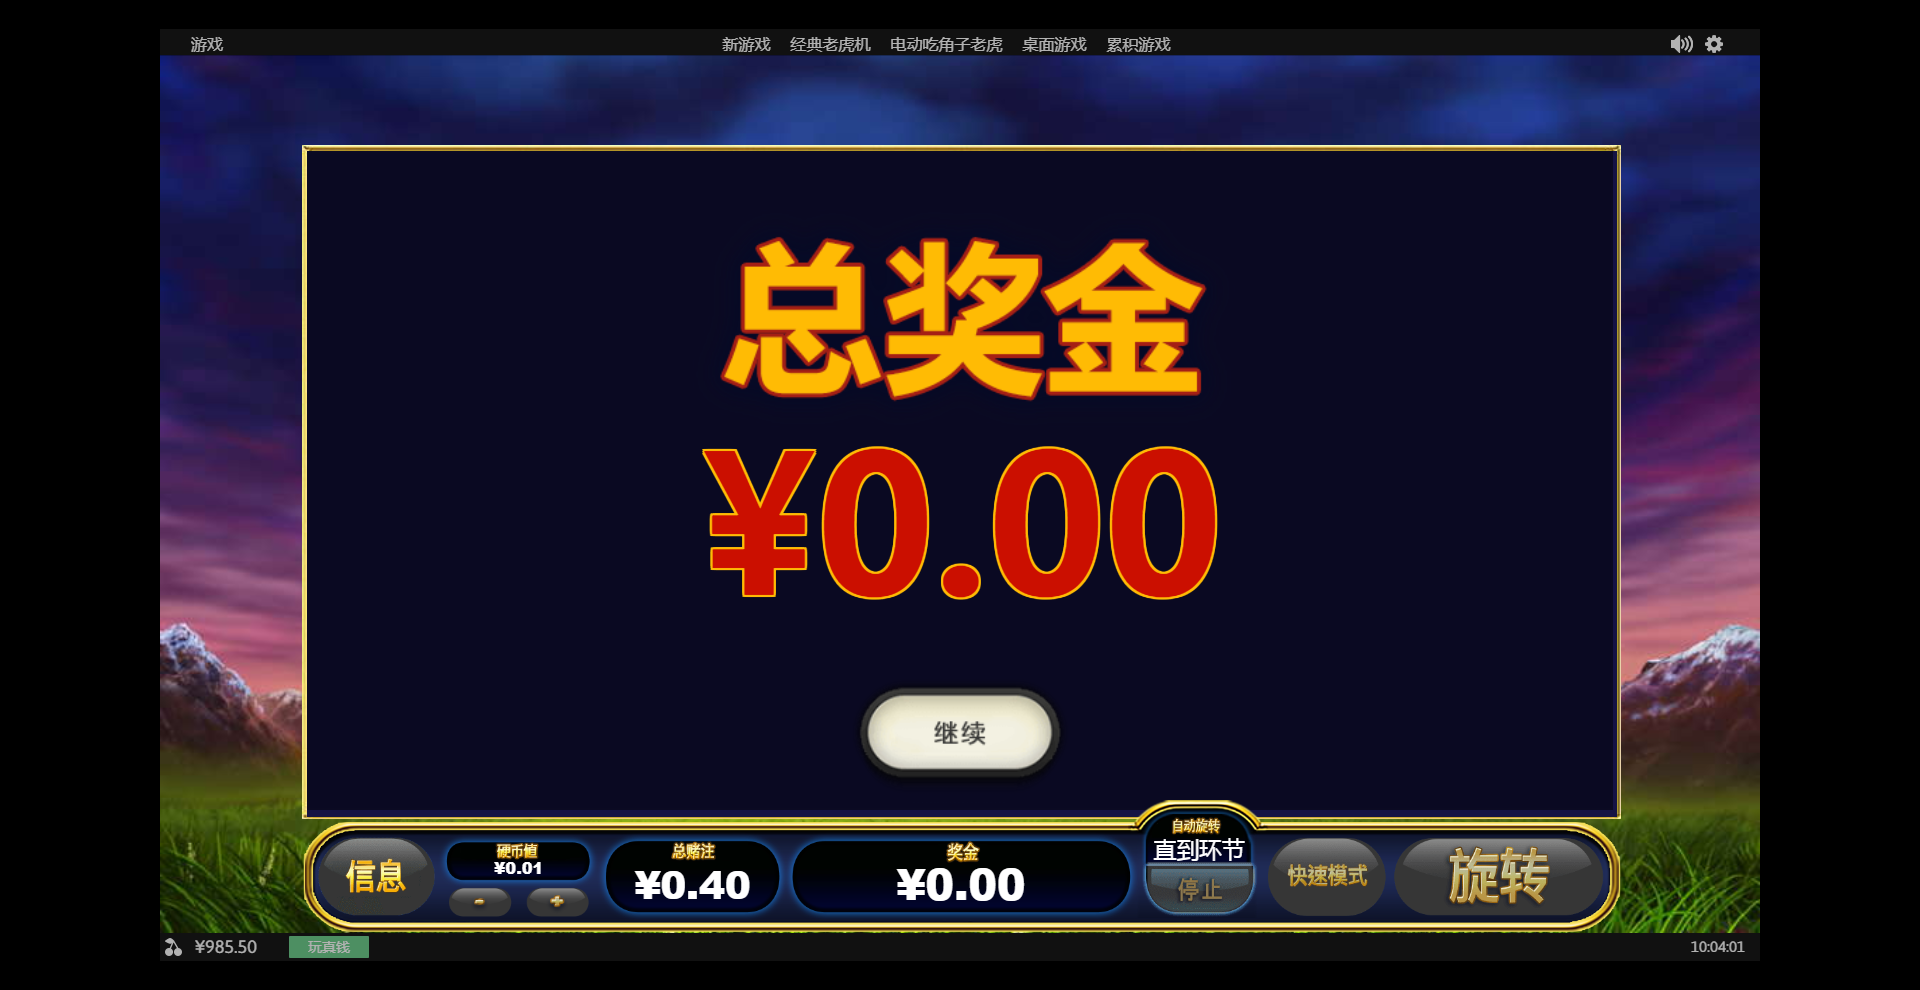 游戏 新游戏 经典老虎机 电动吃角子老虎 桌面游戏 累积游戏
总奖金
¥0.00
继续
信息
硬币值
¥0.01
- +
总赌注
¥0.40
奖金
¥0.00
自动旋转
直到环节
停止
快速模式
旋转
¥985.50 玩真钱 10:04:01